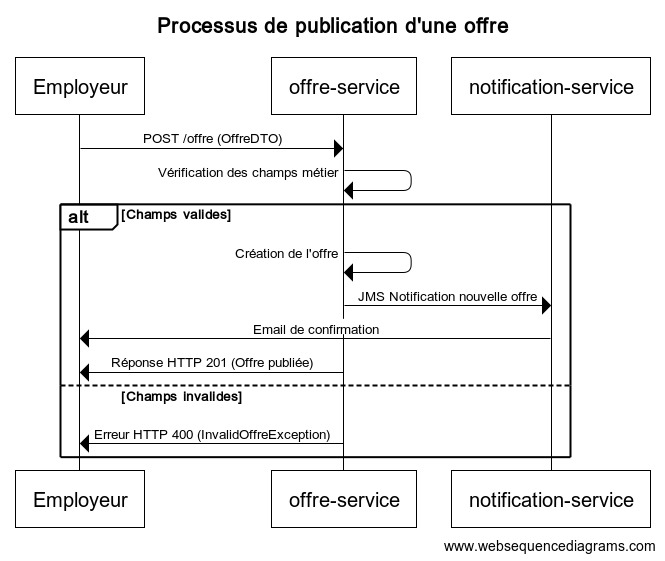 Processus de publication d'une offre
Employeur
offre-service
notification-service
POST /offre (OffreDTO)
Vérification des champs métier
alt
[Champs valides]
Création de l'offre
JMS Notification nouvelle offre
Email de confirmation
Réponse HTTP 201 (Offre publiée)
[Champs Invalides]
Erreur HTTP 400 (InvalidOffreException)
Employeur
offre-service
notification-service
www.websequencediagrams.com